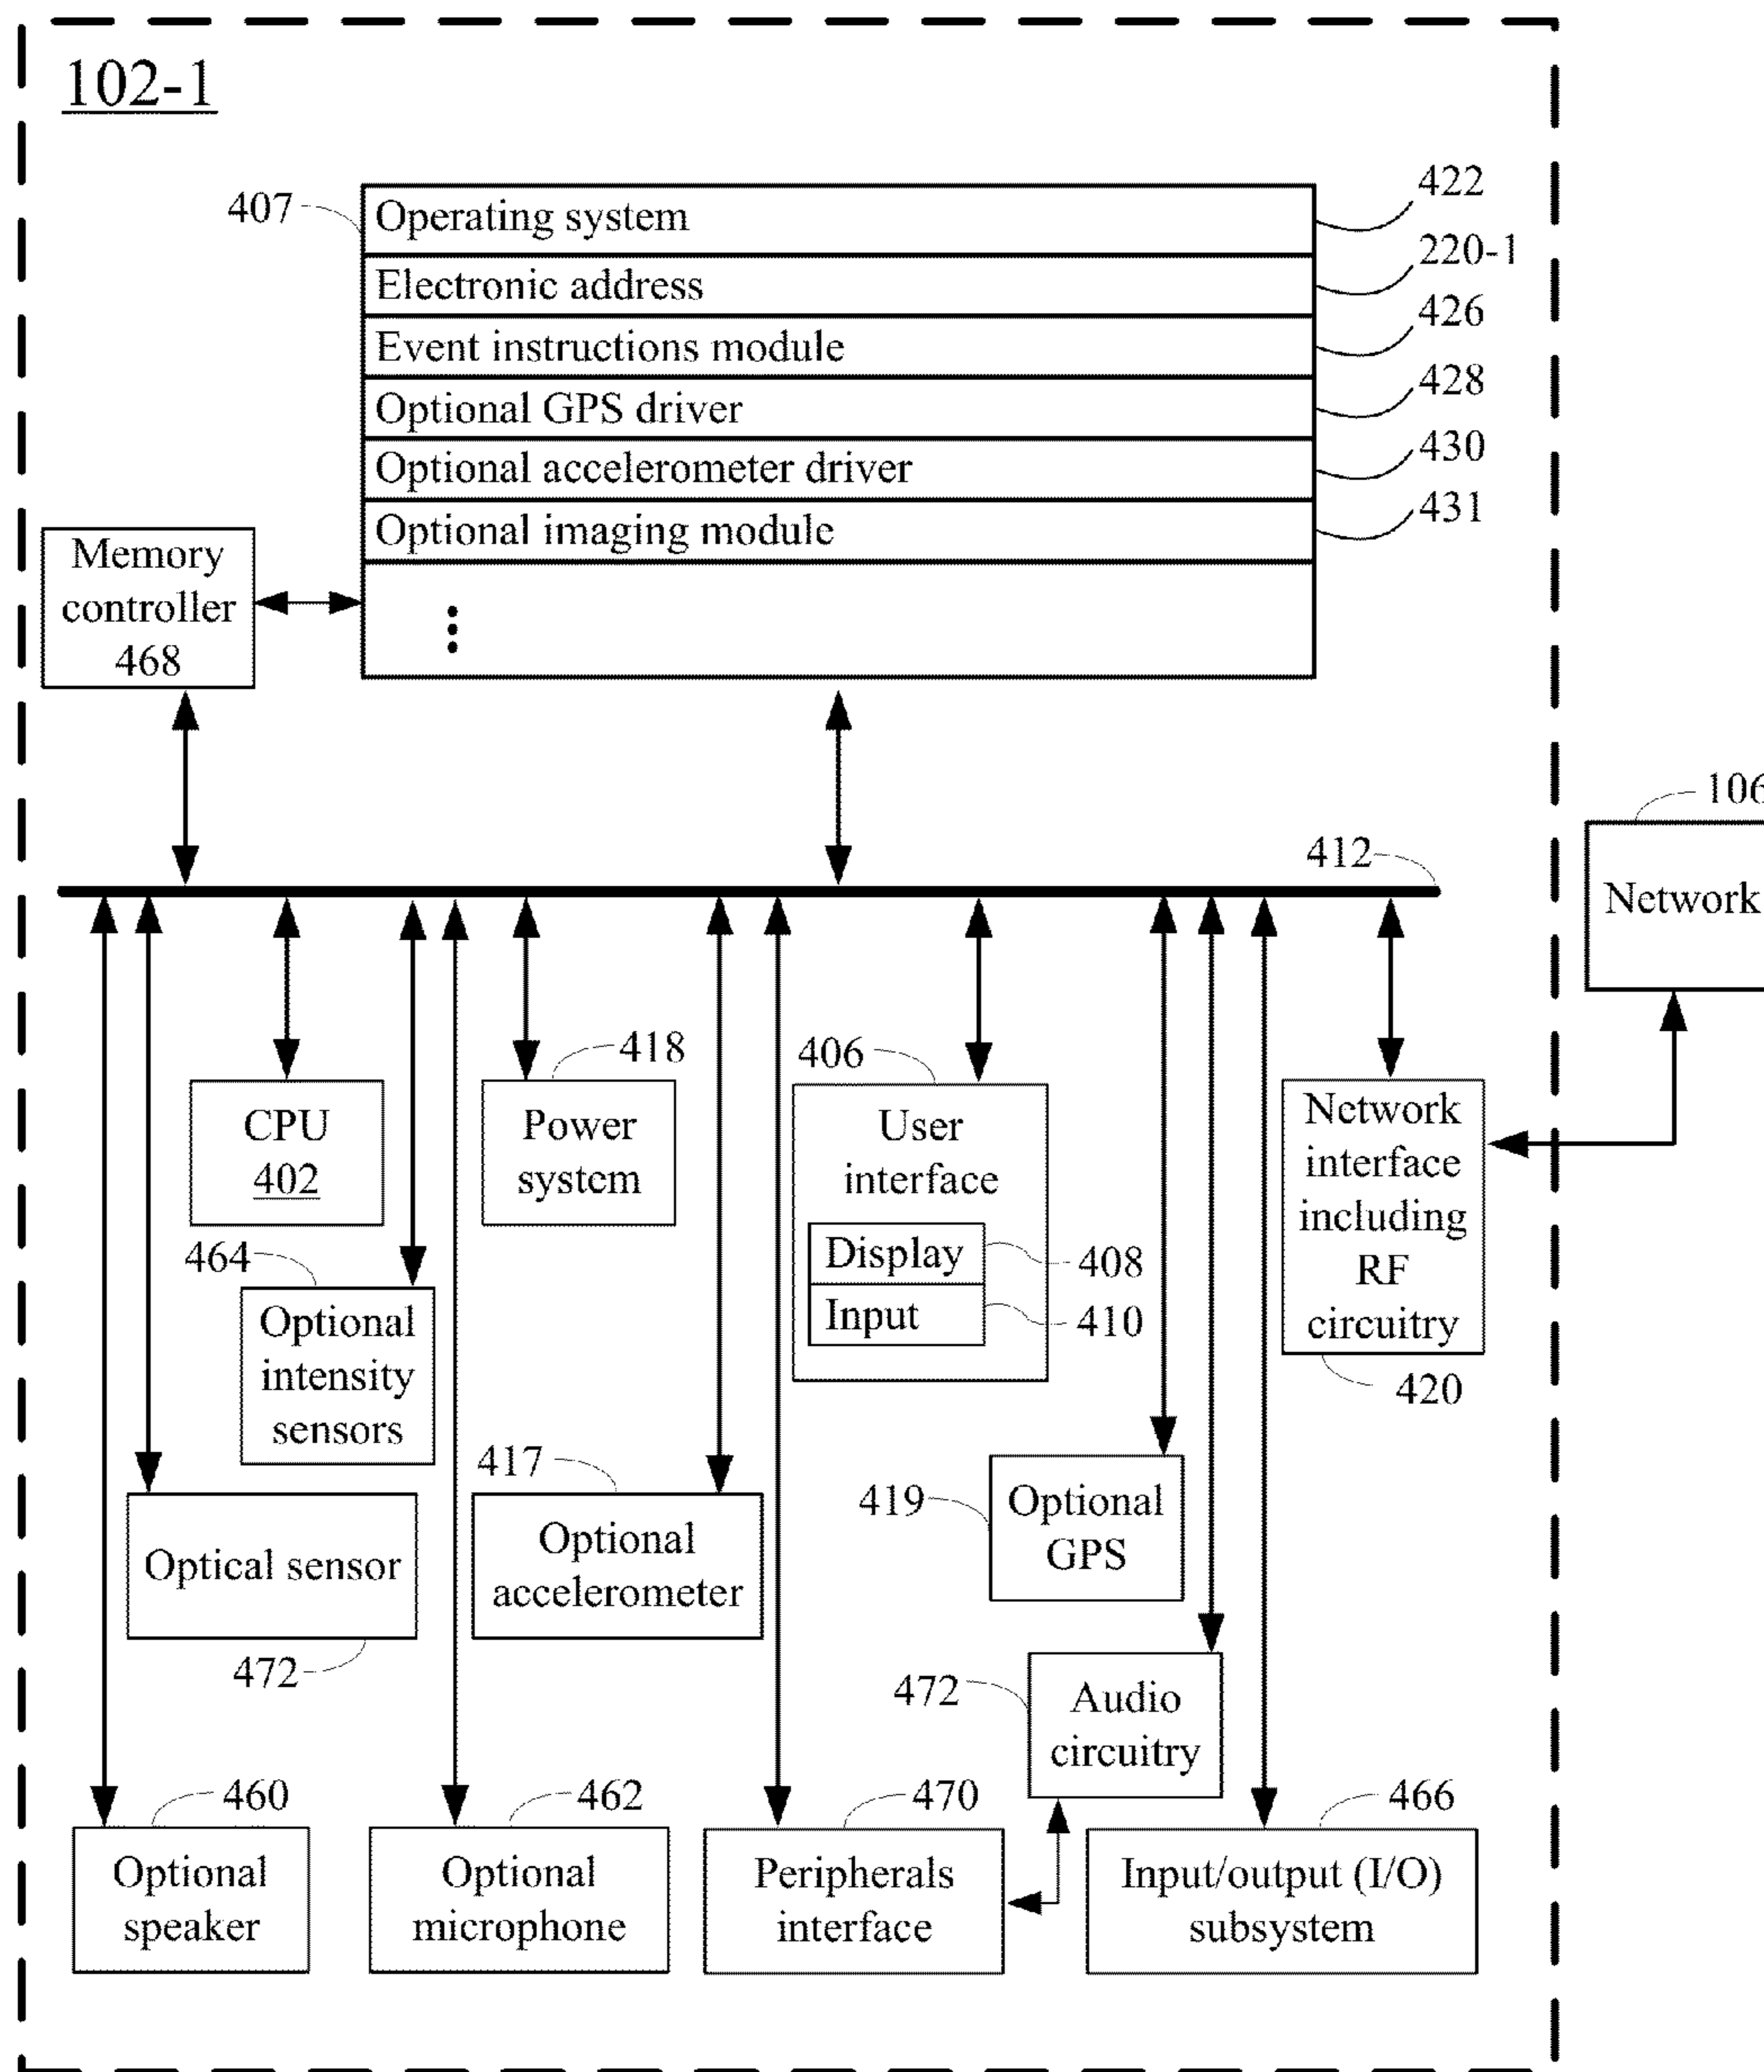 102-1
407
Operating system
422
Electronic address
220-1
Event instructions module
426
Optional GPS driver
428
Optional accelerometer driver
430
Optional imaging module
431
Memory
controller
468
106
Network
412
CPU
402
418
Power
system
406
User
interface
Display
408
Input
410
Network
interface
including
RF
circuitry
420
464
Optional
intensity
sensors
Optical sensor
472
417
Optional
accelerometer
419
Optional
GPS
472
Audio
circuitry
460
Optional
speaker
462
Optional
microphone
470
Peripherals
interface
466
Input/output (I/O)
subsystem